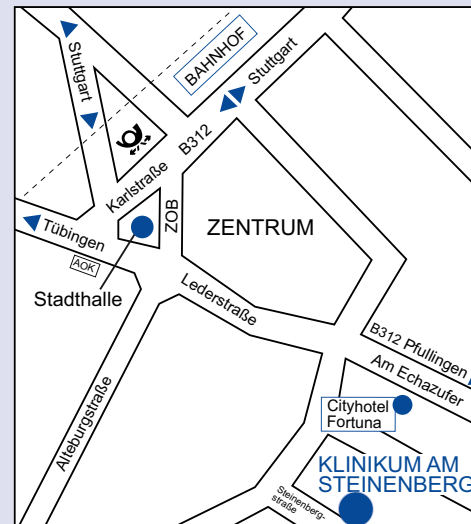 Stuttgart
BAHNHOF
Stuttgart
B312
Karlstraße
ZOB
Tübingen
AOK
Stadthalle
ZENTRUM
Lederstraße
Alteburgstraße
B312 Pfullingen
Am Echazufer
Cityhotel
Fortuna
KLINIKUM AM
STEINENBERG
Steinenberg-
straße